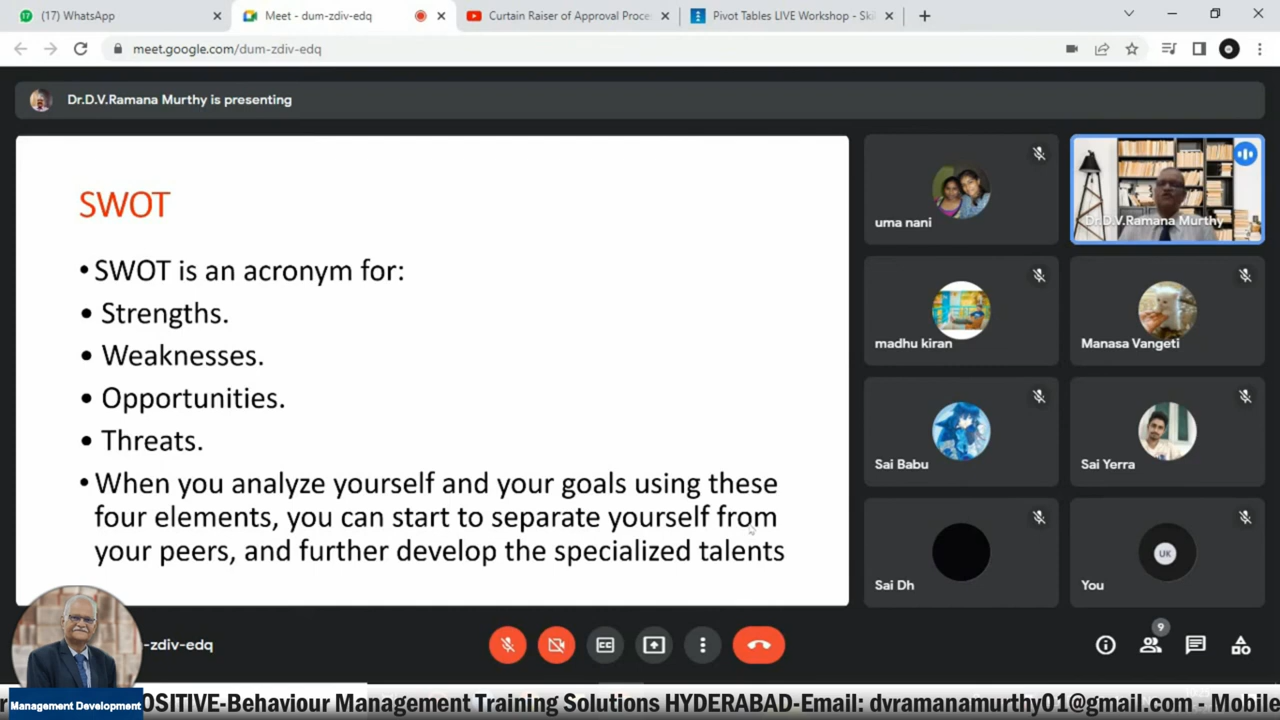 (17) WhatsApp
Meet - dum-zdiv-edq
Curtain Raiser of Approval Proce
Pivot Tables LIVE Workshop - Ski
meet.google.com/dum-zdiv-edq
Dr.D.V.Ramana Murthy is presenting
SWOT
•SWOT is an acronym for:
• Strengths.
• Weaknesses.
• Opportunities.
• Threats.
•When you analyze yourself and your goals using these
four elements, you can start to separate yourself from
your peers, and further develop the specialized talents
uma nani
Dr.D.V.Ramana Murthy
madhu kiran
Manasa Vangeti
Sai Babu
Sai Yerra
Sai Dh
UK
You
-zdiv-edq
CC
9
Management Development
OSITIVE-Behaviour Management Training Solutions HYDERABAD-Email: dvramanamurthy01@gmail.com - Mobile